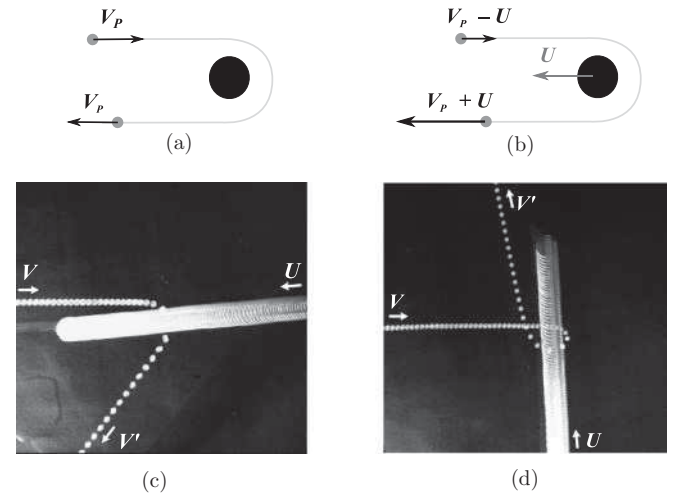 V_P
V_P
(a)
V_P − U
U
V_P + U
(b)
V
U
V'
(c)
V'
V
U
(d)